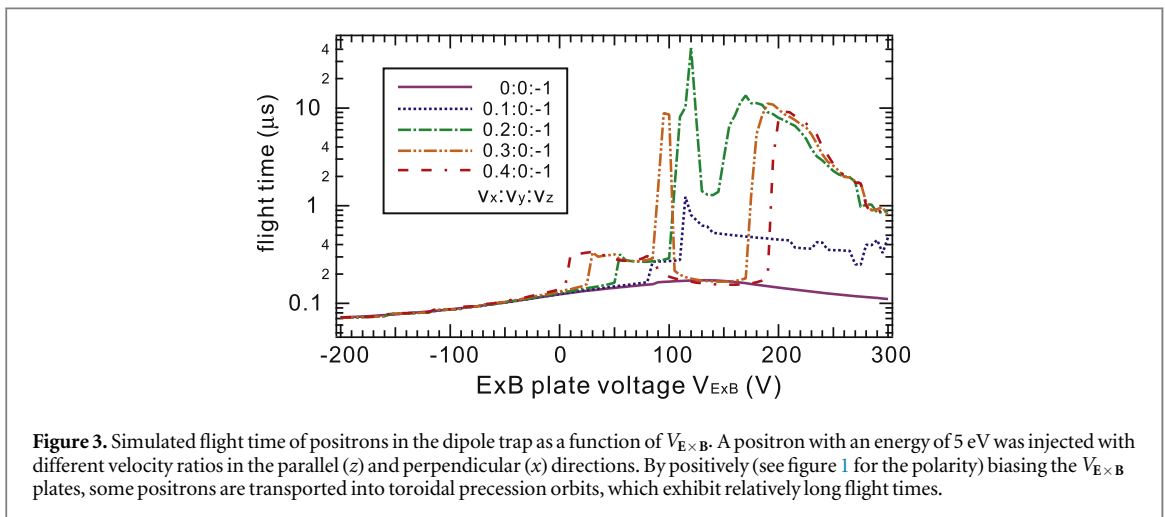 4
2
10
4
2
1
4
2
0.1
flight time (μs)
0:0:-1
0.1:0:-1
0.2:0:-1
0.3:0:-1
0.4:0:-1
vx:vy:vz
-200 -100 0 100 200 300
ExB plate voltage VExB (V)
Figure 3. Simulated flight time of positrons in the dipole trap as a function of VE×B. A positron with an energy of 5 eV was injected with
different velocity ratios in the parallel (z) and perpendicular (x) directions. By positively (see figure 1 for the polarity) biasing the VE×B
plates, some positrons are transported into toroidal precession orbits, which exhibit relatively long flight times.